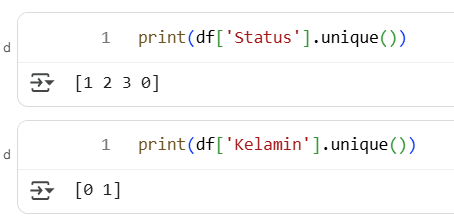 d
1 print(df['Status'].unique())
[1 2 3 0]
d
1 print(df['Kelamin'].unique())
[0 1]